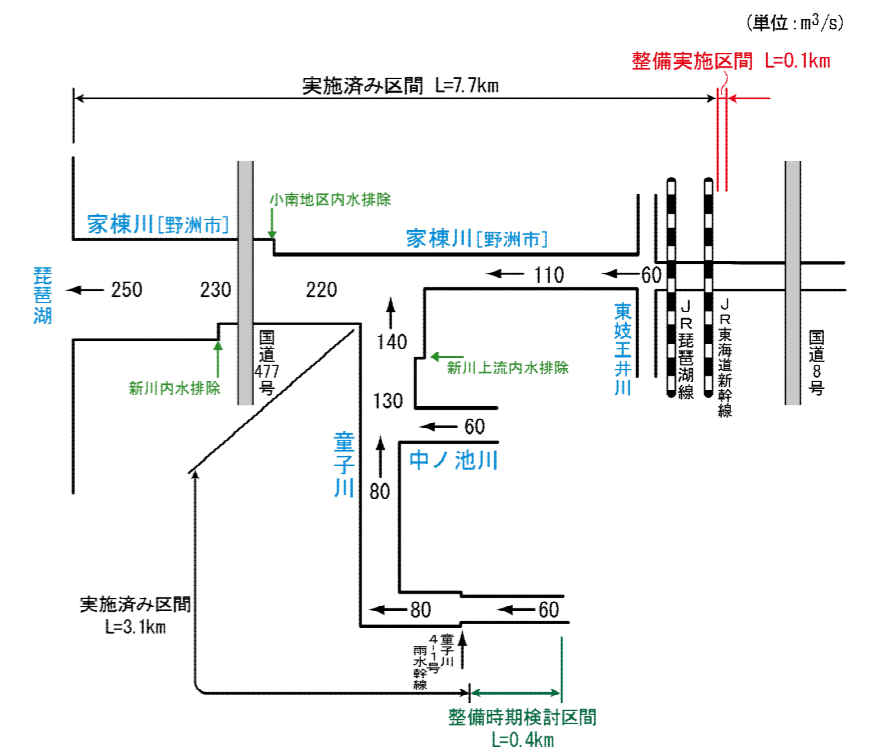 (単位:m³/s)
整備実施区間 L=0.1km
実施済み区間 L=7.7km
小南地区内水排除
家棟川[野洲市]
家棟川[野洲市]
琵琶湖
250
230
220
110
60
国道477号
140
東妓王井川
JR琵琶湖線
JR東海道新幹線
国道8号
新川内水排除
新川上流内水排除
130
60
童子川
中ノ池川
80
実施済み区間
L=3.1km
80
60
童子川
4-1号
雨水幹線
整備時期検討区間
L=0.4km